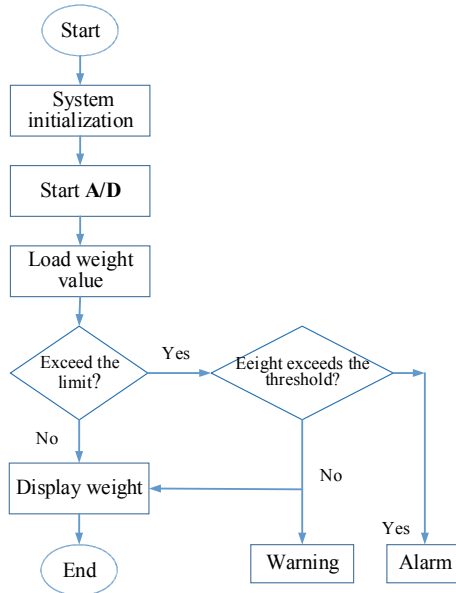 Start
System
initialization
Start A/D
Load weight
value
Exceed the
limit?
Yes
Eeight exceeds the
threshold?
No
No
Display weight
Yes
End
Warning
Alarm